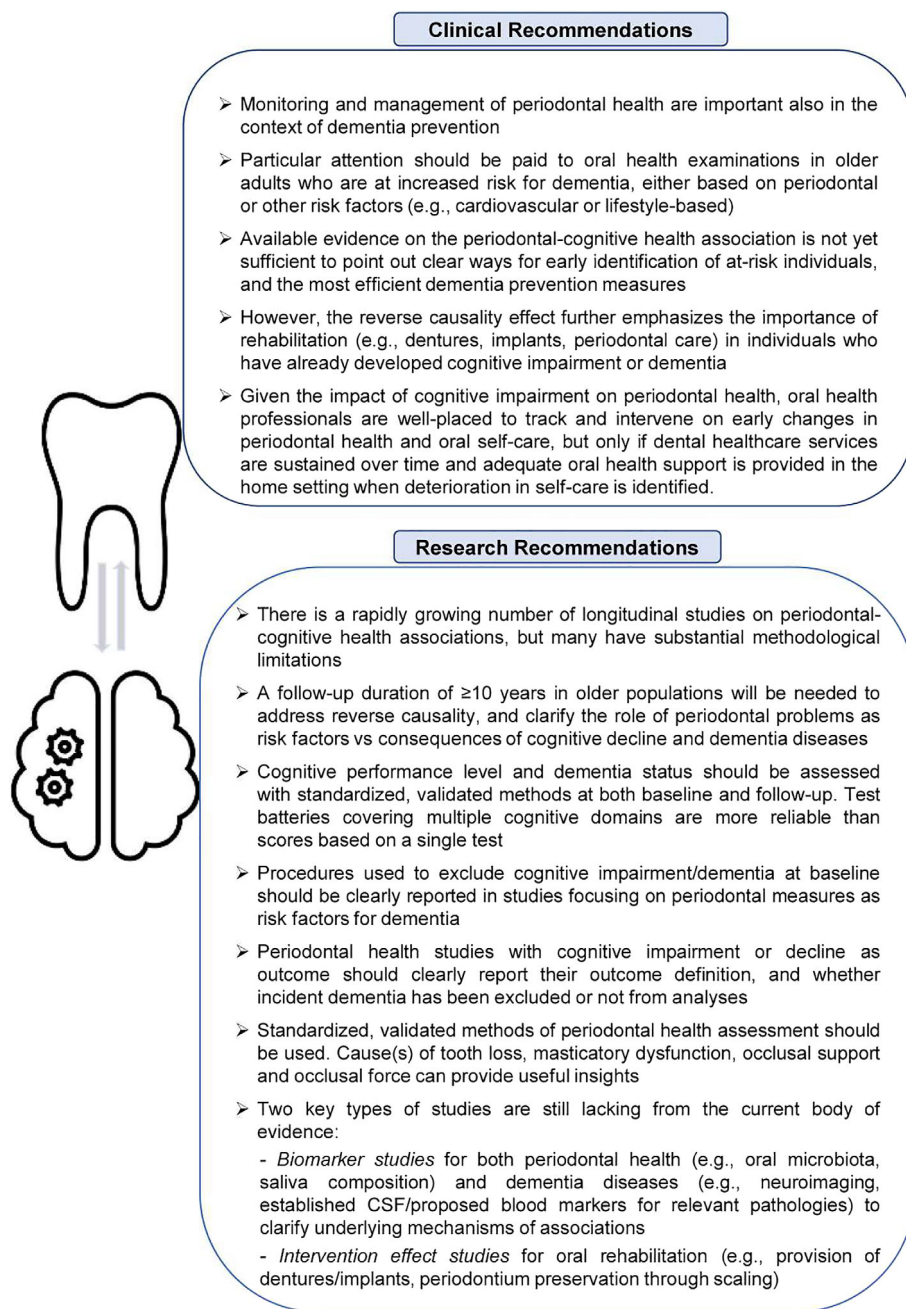 Clinical Recommendations
➢ Monitoring and management of periodontal health are important also in the
context of dementia prevention
➢ Particular attention should be paid to oral health examinations in older
adults who are at increased risk for dementia, either based on periodontal
or other risk factors (e.g., cardiovascular or lifestyle-based)
➢ Available evidence on the periodontal-cognitive health association is not yet
sufficient to point out clear ways for early identification of at-risk individuals,
and the most efficient dementia prevention measures
➢ However, the reverse causality effect further emphasizes the importance of
rehabilitation (e.g., dentures, implants, periodontal care) in individuals who
have already developed cognitive impairment or dementia
➢ Given the impact of cognitive impairment on periodontal health, oral health
professionals are well-placed to track and intervene on early changes in
periodontal health and oral self-care, but only if dental healthcare services
are sustained over time and adequate oral health support is provided in the
home setting when deterioration in self-care is identified.
Research Recommendations
➢ There is a rapidly growing number of longitudinal studies on periodontal-
cognitive health associations, but many have substantial methodological
limitations
➢ A follow-up duration of ≥10 years in older populations will be needed to
address reverse causality, and clarify the role of periodontal problems as
risk factors vs consequences of cognitive decline and dementia diseases
➢ Cognitive performance level and dementia status should be assessed
with standardized, validated methods at both baseline and follow-up. Test
batteries covering multiple cognitive domains are more reliable than
scores based on a single test
➢ Procedures used to exclude cognitive impairment/dementia at baseline
should be clearly reported in studies focusing on periodontal measures as
risk factors for dementia
➢ Periodontal health studies with cognitive impairment or decline as
outcome should clearly report their outcome definition, and whether
incident dementia has been excluded or not from analyses
➢ Standardized, validated methods of periodontal health assessment should
be used. Cause(s) of tooth loss, masticatory dysfunction, occlusal support
and occlusal force can provide useful insights
➢ Two key types of studies are still lacking from the current body of
evidence:
- Biomarker studies for both periodontal health (e.g., oral microbiota,
saliva composition) and dementia diseases (e.g., neuroimaging,
established CSF/proposed blood markers for relevant pathologies) to
clarify underlying mechanisms of associations
- Intervention effect studies for oral rehabilitation (e.g., provision of
dentures/implants, periodontium preservation through scaling)